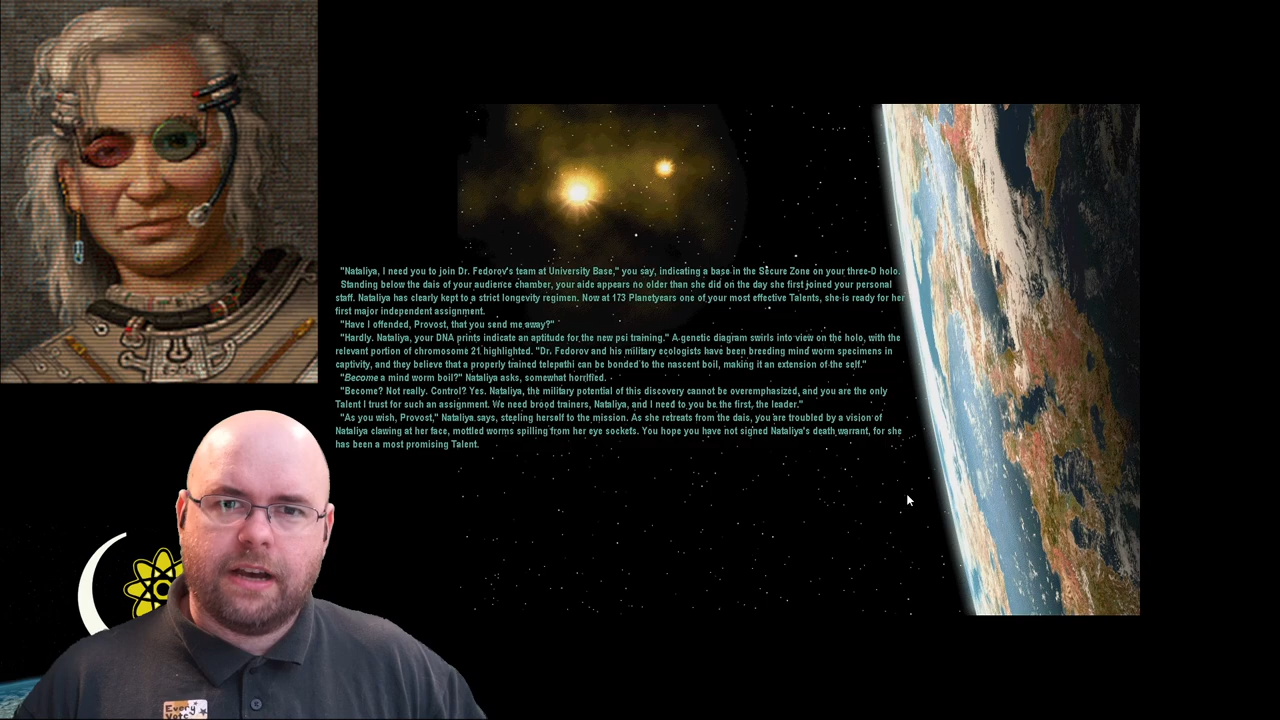 "Nataliya, I need you to join Dr. Fedorov's team at University Base," you say, indicating a base in the Secure Zone on your three-D holo.
Standing below the dais of your audience chamber, your aide appears no older than she did on the day she first joined your personal
staff. Nataliya has clearly kept to a strict longevity regimen. Now at 173 Planetyears one of your most effective Talents, she is ready for her
first major independent assignment.
"Have I offended, Provost, that you send me away?"
"Hardly. Nataliya, your DNA prints indicate an aptitude for the new psi training." A genetic diagram swirls into view on the holo, with the
relevant portion of chromosome 21 highlighted. "Dr. Fedorov and his military ecologists have been breeding mind worm specimens in
captivity, and they believe that a properly trained telepath can be bonded to the nascent boil, making it an extension of the self."
"Become a mind worm boil?" Nataliya asks, somewhat horrified.
"Become? Not really. Control? Yes. Nataliya, the military potential of this discovery cannot be overemphasized, and you are the only
Talent I trust for such an assignment. We need brood trainers, Nataliya, and I need to you be the first, the leader."
"As you wish, Provost," Nataliya says, steeling herself to the mission. As she retreats from the dais, you are troubled by a vision of
Nataliya clawing at her face, mottled worms spilling from her eye sockets. You hope you have not signed Nataliya's death warrant, for she
has been a most promising Talent.
Every
Vote